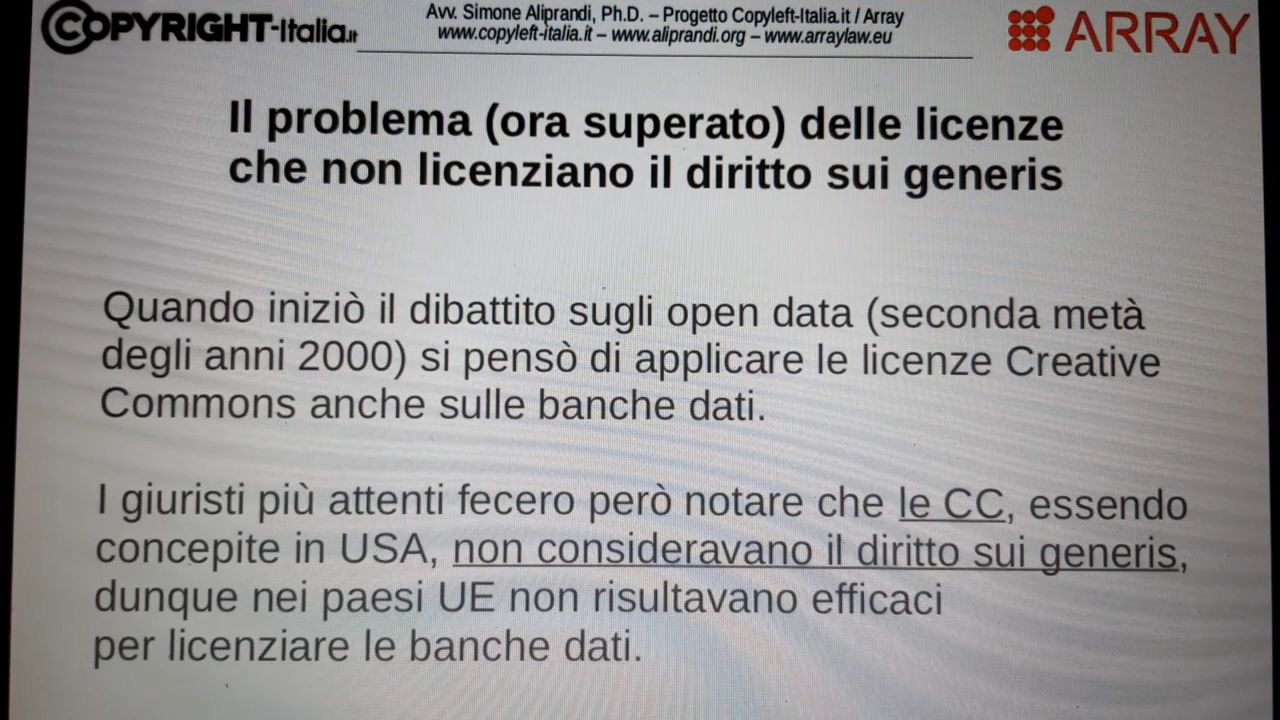 COPYRIGHT-Italia.it
Avv. Simone Aliprandi, Ph.D. – Progetto Copyleft-Italia.it / Array
www.copyleft-italia.it – www.aliprandi.org – www.arraylaw.eu
ARRAY
Il problema (ora superato) delle licenze
che non licenziano il diritto sui generis
Quando iniziò il dibattito sugli open data (seconda metà
degli anni 2000) si pensò di applicare le licenze Creative
Commons anche sulle banche dati.
I giuristi più attenti fecero però notare che le CC, essendo
concepite in USA, non consideravano il diritto sui generis,
dunque nei paesi UE non risultavano efficaci
per licenziare le banche dati.